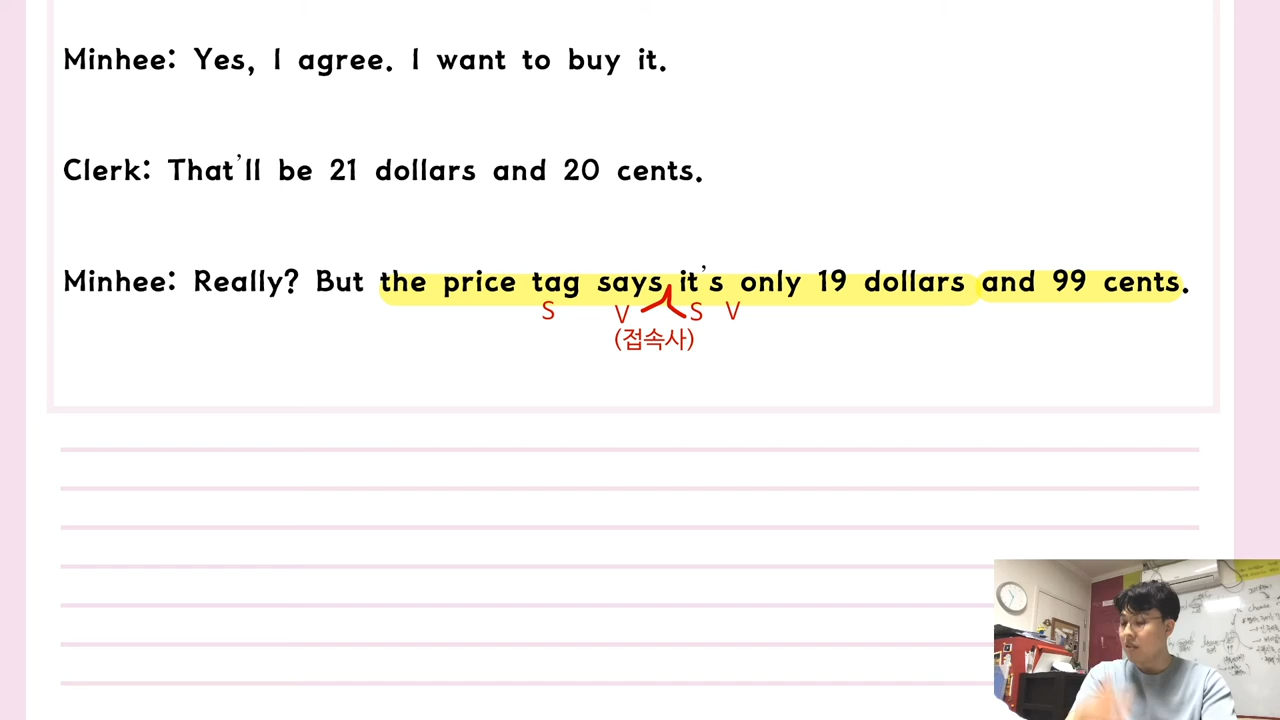 Minhee: Yes, I agree. I want to buy it.
Clerk: That'll be 21 dollars and 20 cents.
Minhee: Really? But the price tag says it's only 19 dollars and 99 cents.
S V S V
(접속사)